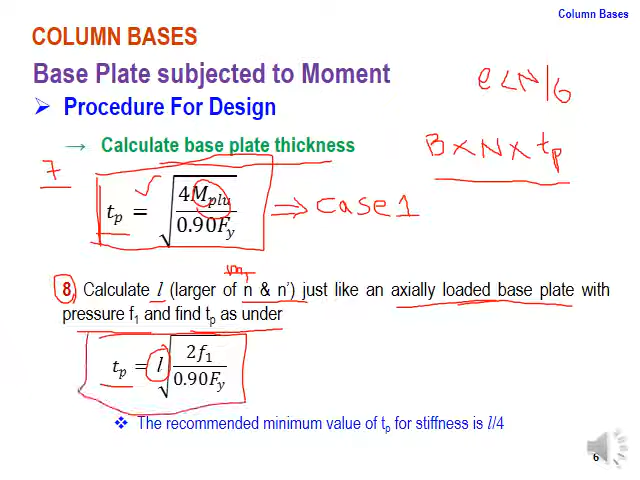 Column Bases
COLUMN BASES
Base Plate subjected to Moment
e < N/6
➢ Procedure For Design
→ Calculate base plate thickness
B × N × tp
7
tp = √(4Mplu / 0.90Fy) ⇒ case 1
8. Calculate l (larger of n & n') just like an axially loaded base plate with
pressure f1 and find tp as under
tp = l √(2f1 / 0.90Fy)
❖ The recommended minimum value of tp for stiffness is l/4
6